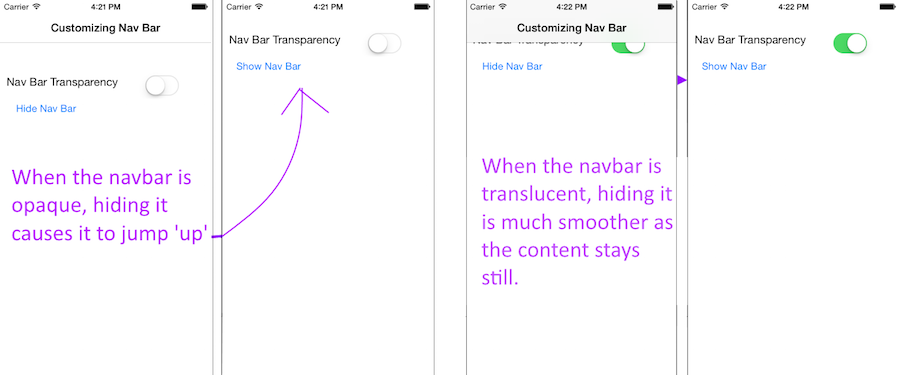 Carrier 4:21 PM
Customizing Nav Bar
Nav Bar Transparency
Hide Nav Bar
When the navbar is
opaque, hiding it
causes it to jump 'up'
Carrier 4:21 PM
Nav Bar Transparency
Show Nav Bar
Carrier 4:22 PM
Customizing Nav Bar
Nav Bar Transparency
Hide Nav Bar
When the navbar is
translucent, hiding it
is much smoother as
the content stays
still.
Carrier 4:22 PM
Nav Bar Transparency
Show Nav Bar